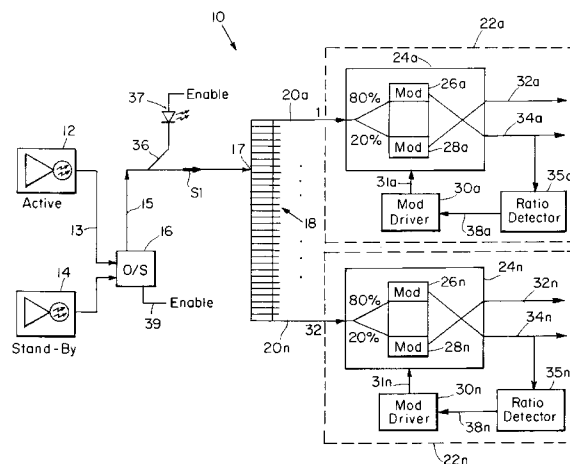 10
22a
24a
12
Active
13
37
Enable
36
15
17
S1
18
16
O/S
39
Enable
14
Stand-By
20a
1
80%
20%
Mod
26a
Mod
28a
32a
34a
31a
30a
Mod
Driver
38a
35a
Ratio
Detector
20n
32
80%
20%
Mod
26n
Mod
28n
24n
32n
34n
31n
30n
Mod
Driver
38n
35n
Ratio
Detector
22n